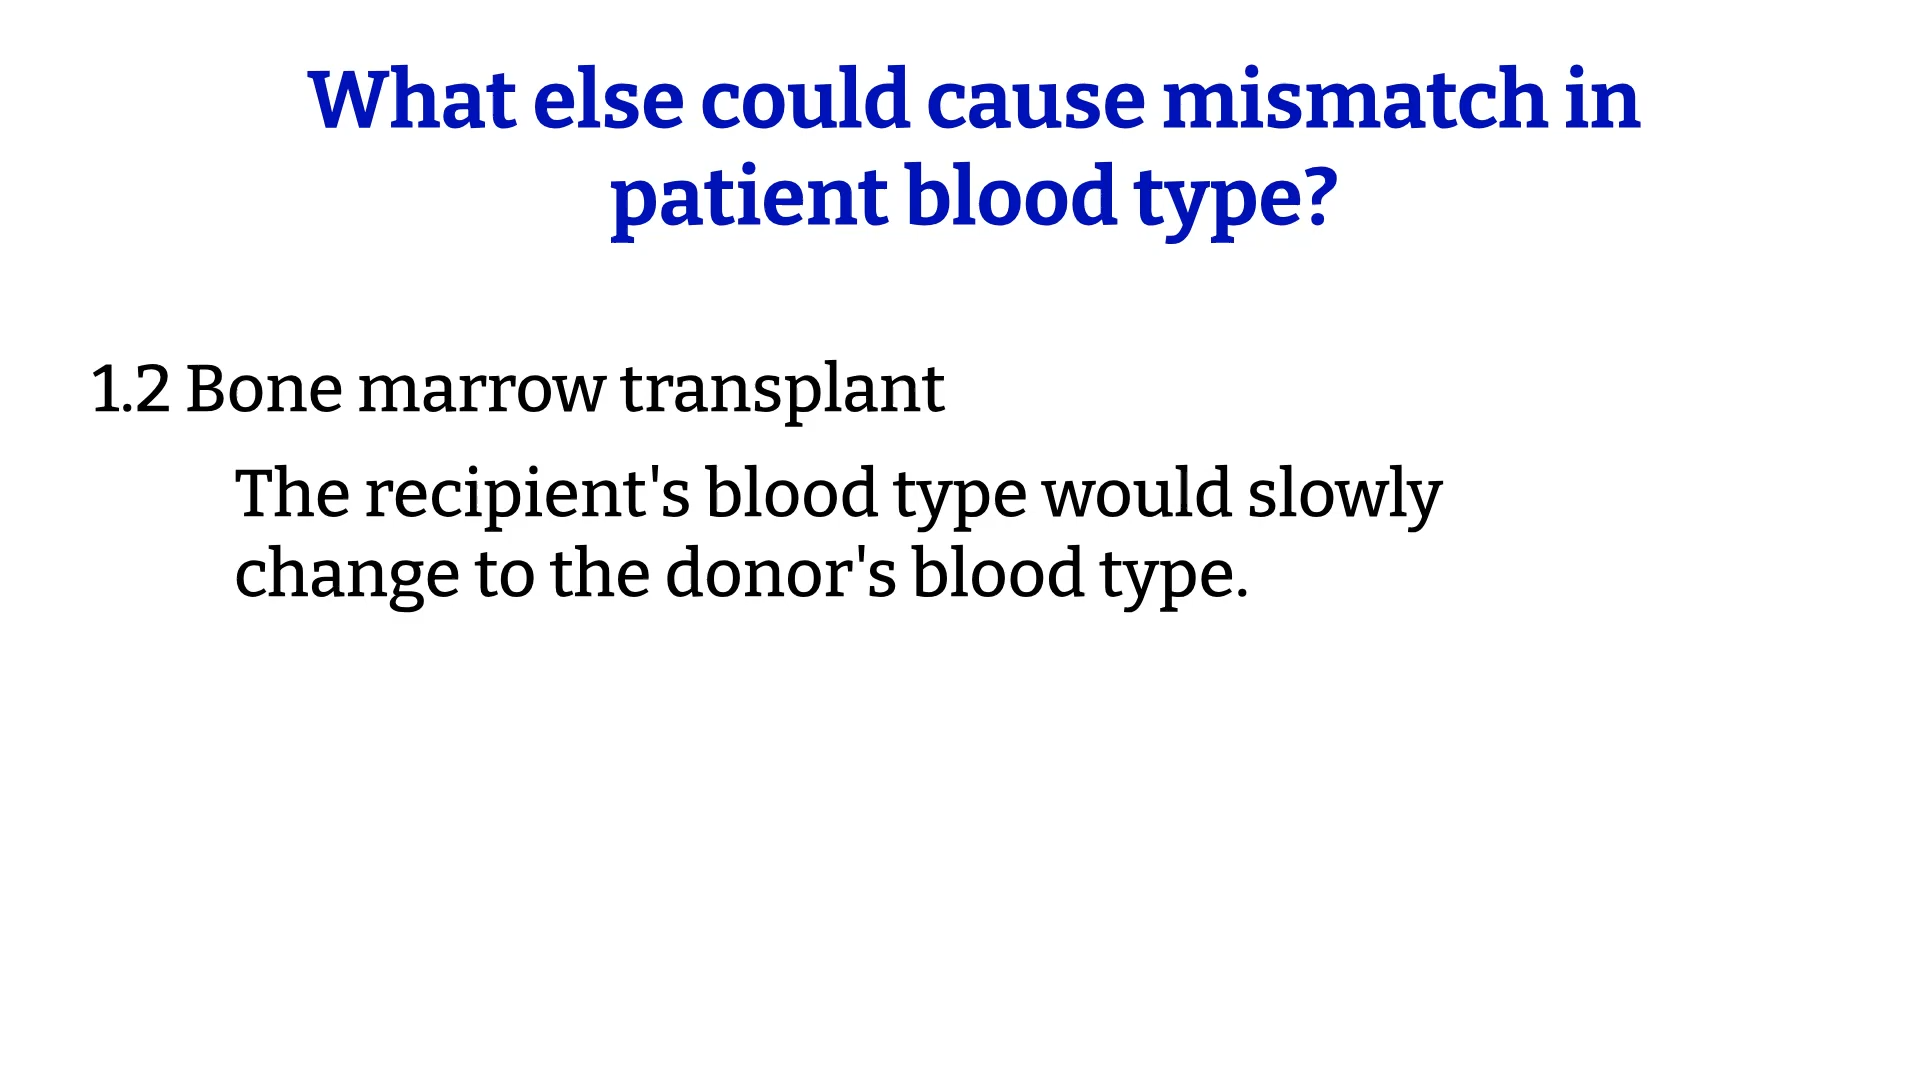 What else could cause mismatch in
patient blood type?
1.2 Bone marrow transplant
The recipient's blood type would slowly
change to the donor's blood type.